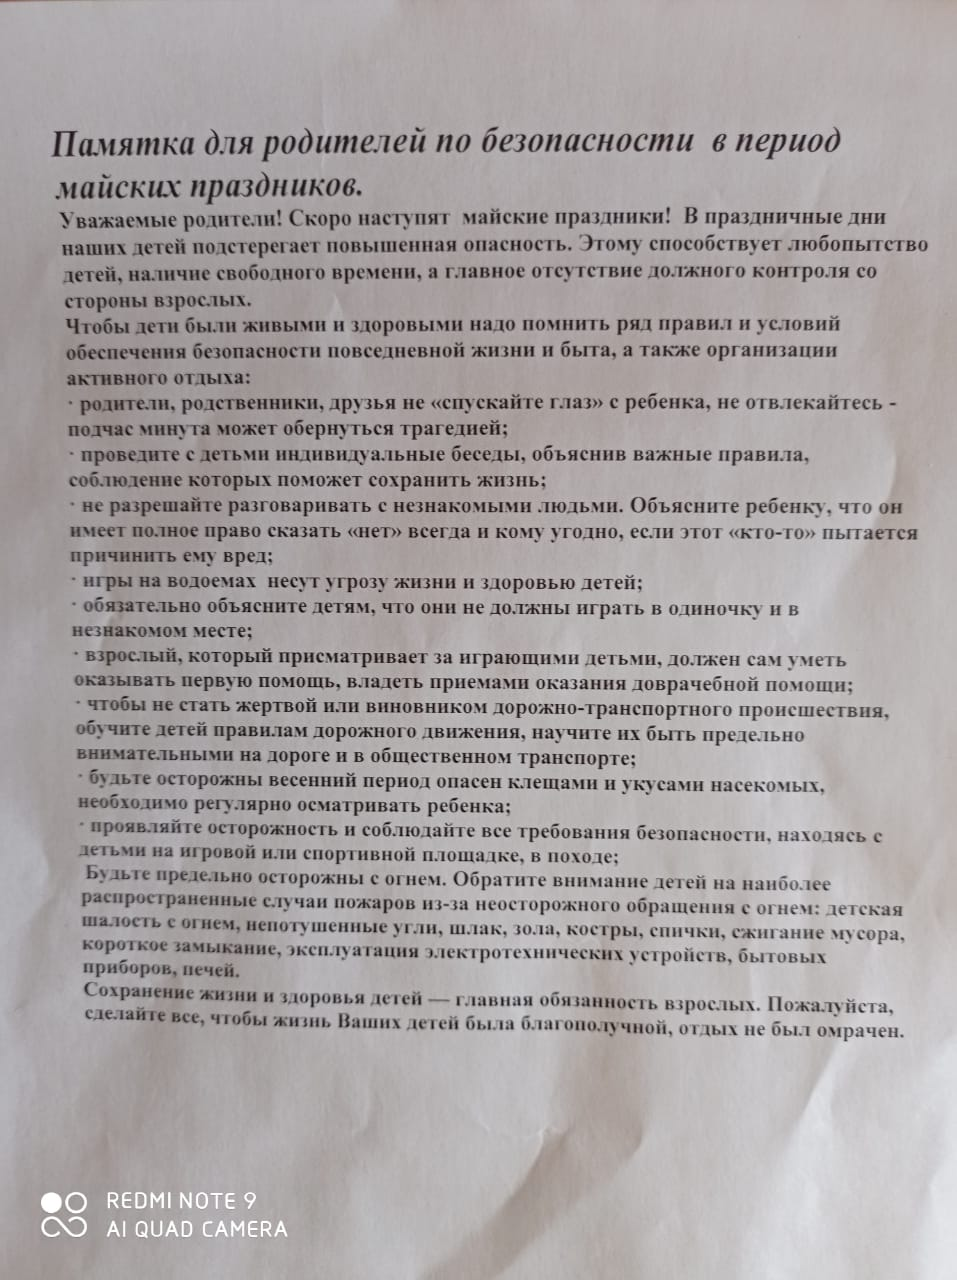 Памятка для родителей по безопасности в период
майских праздников.
Уважаемые родители! Скоро наступят майские праздники! В праздничные дни
наших детей подстерегает повышенная опасность. Этому способствует любопытство
детей, наличие свободного времени, а главное отсутствие должного контроля со
стороны взрослых.
Чтобы дети были живыми и здоровыми надо помнить ряд правил и условий
обеспечения безопасности повседневной жизни и быта, а также организации
активного отдыха:
· родители, родственники, друзья не «спускайте глаз» с ребенка, не отвлекайтесь -
подчас минута может обернуться трагедией;
· проведите с детьми индивидуальные беседы, объяснив важные правила,
соблюдение которых поможет сохранить жизнь;
· не разрешайте разговаривать с незнакомыми людьми. Объясните ребенку, что он
имеет полное право сказать «нет» всегда и кому угодно, если этот «кто-то» пытается
причинить ему вред;
· игры на водоемах несут угрозу жизни и здоровью детей;
· обязательно объясните детям, что они не должны играть в одиночку и в
незнакомом месте;
· взрослый, который присматривает за играющими детьми, должен сам уметь
оказывать первую помощь, владеть приемами оказания доврачебной помощи;
· чтобы не стать жертвой или виновником дорожно-транспортного происшествия,
обучите детей правилам дорожного движения, научите их быть предельно
внимательными на дороге и в общественном транспорте;
· будьте осторожны весенний период опасен клещами и укусами насекомых,
необходимо регулярно осматривать ребенка;
· проявляйте осторожность и соблюдайте все требования безопасности, находясь с
детьми на игровой или спортивной площадке, в походе;
Будьте предельно осторожны с огнем. Обратите внимание детей на наиболее
распространенные случаи пожаров из-за неосторожного обращения с огнем: детская
шалость с огнем, непотушенные угли, шлак, зола, костры, спички, сжигание мусора,
короткое замыкание, эксплуатация электротехнических устройств, бытовых
приборов, печей.
Сохранение жизни и здоровья детей — главная обязанность взрослых. Пожалуйста,
сделайте все, чтобы жизнь Ваших детей была благополучной, отдых не был омрачен.
REDMI NOTE 9
AI QUAD CAMERA